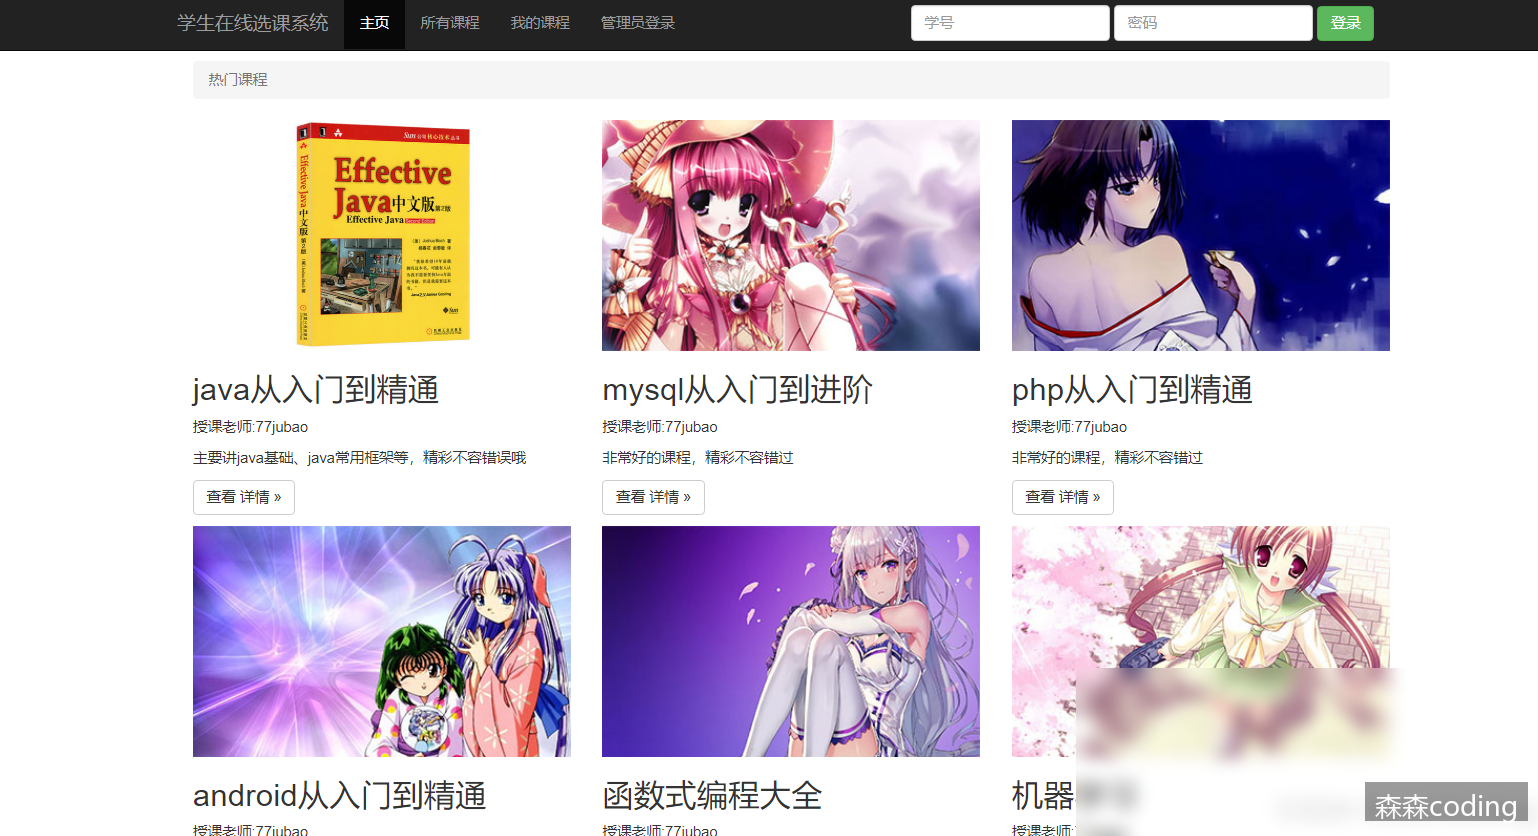 学生在线选课系统 主页 所有课程 我的课程 管理员登录 学号 密码 登录
热门课程
Effective
Java中文版 第2版
Effective Java Second Edition
java从入门到精通
授课老师:77jubao
主要讲java基础、java常用框架等，精彩不容错误哦
查看 详情 »
mysql从入门到进阶
授课老师:77jubao
非常好的课程，精彩不容错过
查看 详情 »
php从入门到精通
授课老师:77jubao
非常好的课程，精彩不容错过
查看 详情 »
android从入门到精通
授课老师:77jubao
函数式编程大全
授课老师:77jubao
机器学习
授课老师:
森森coding